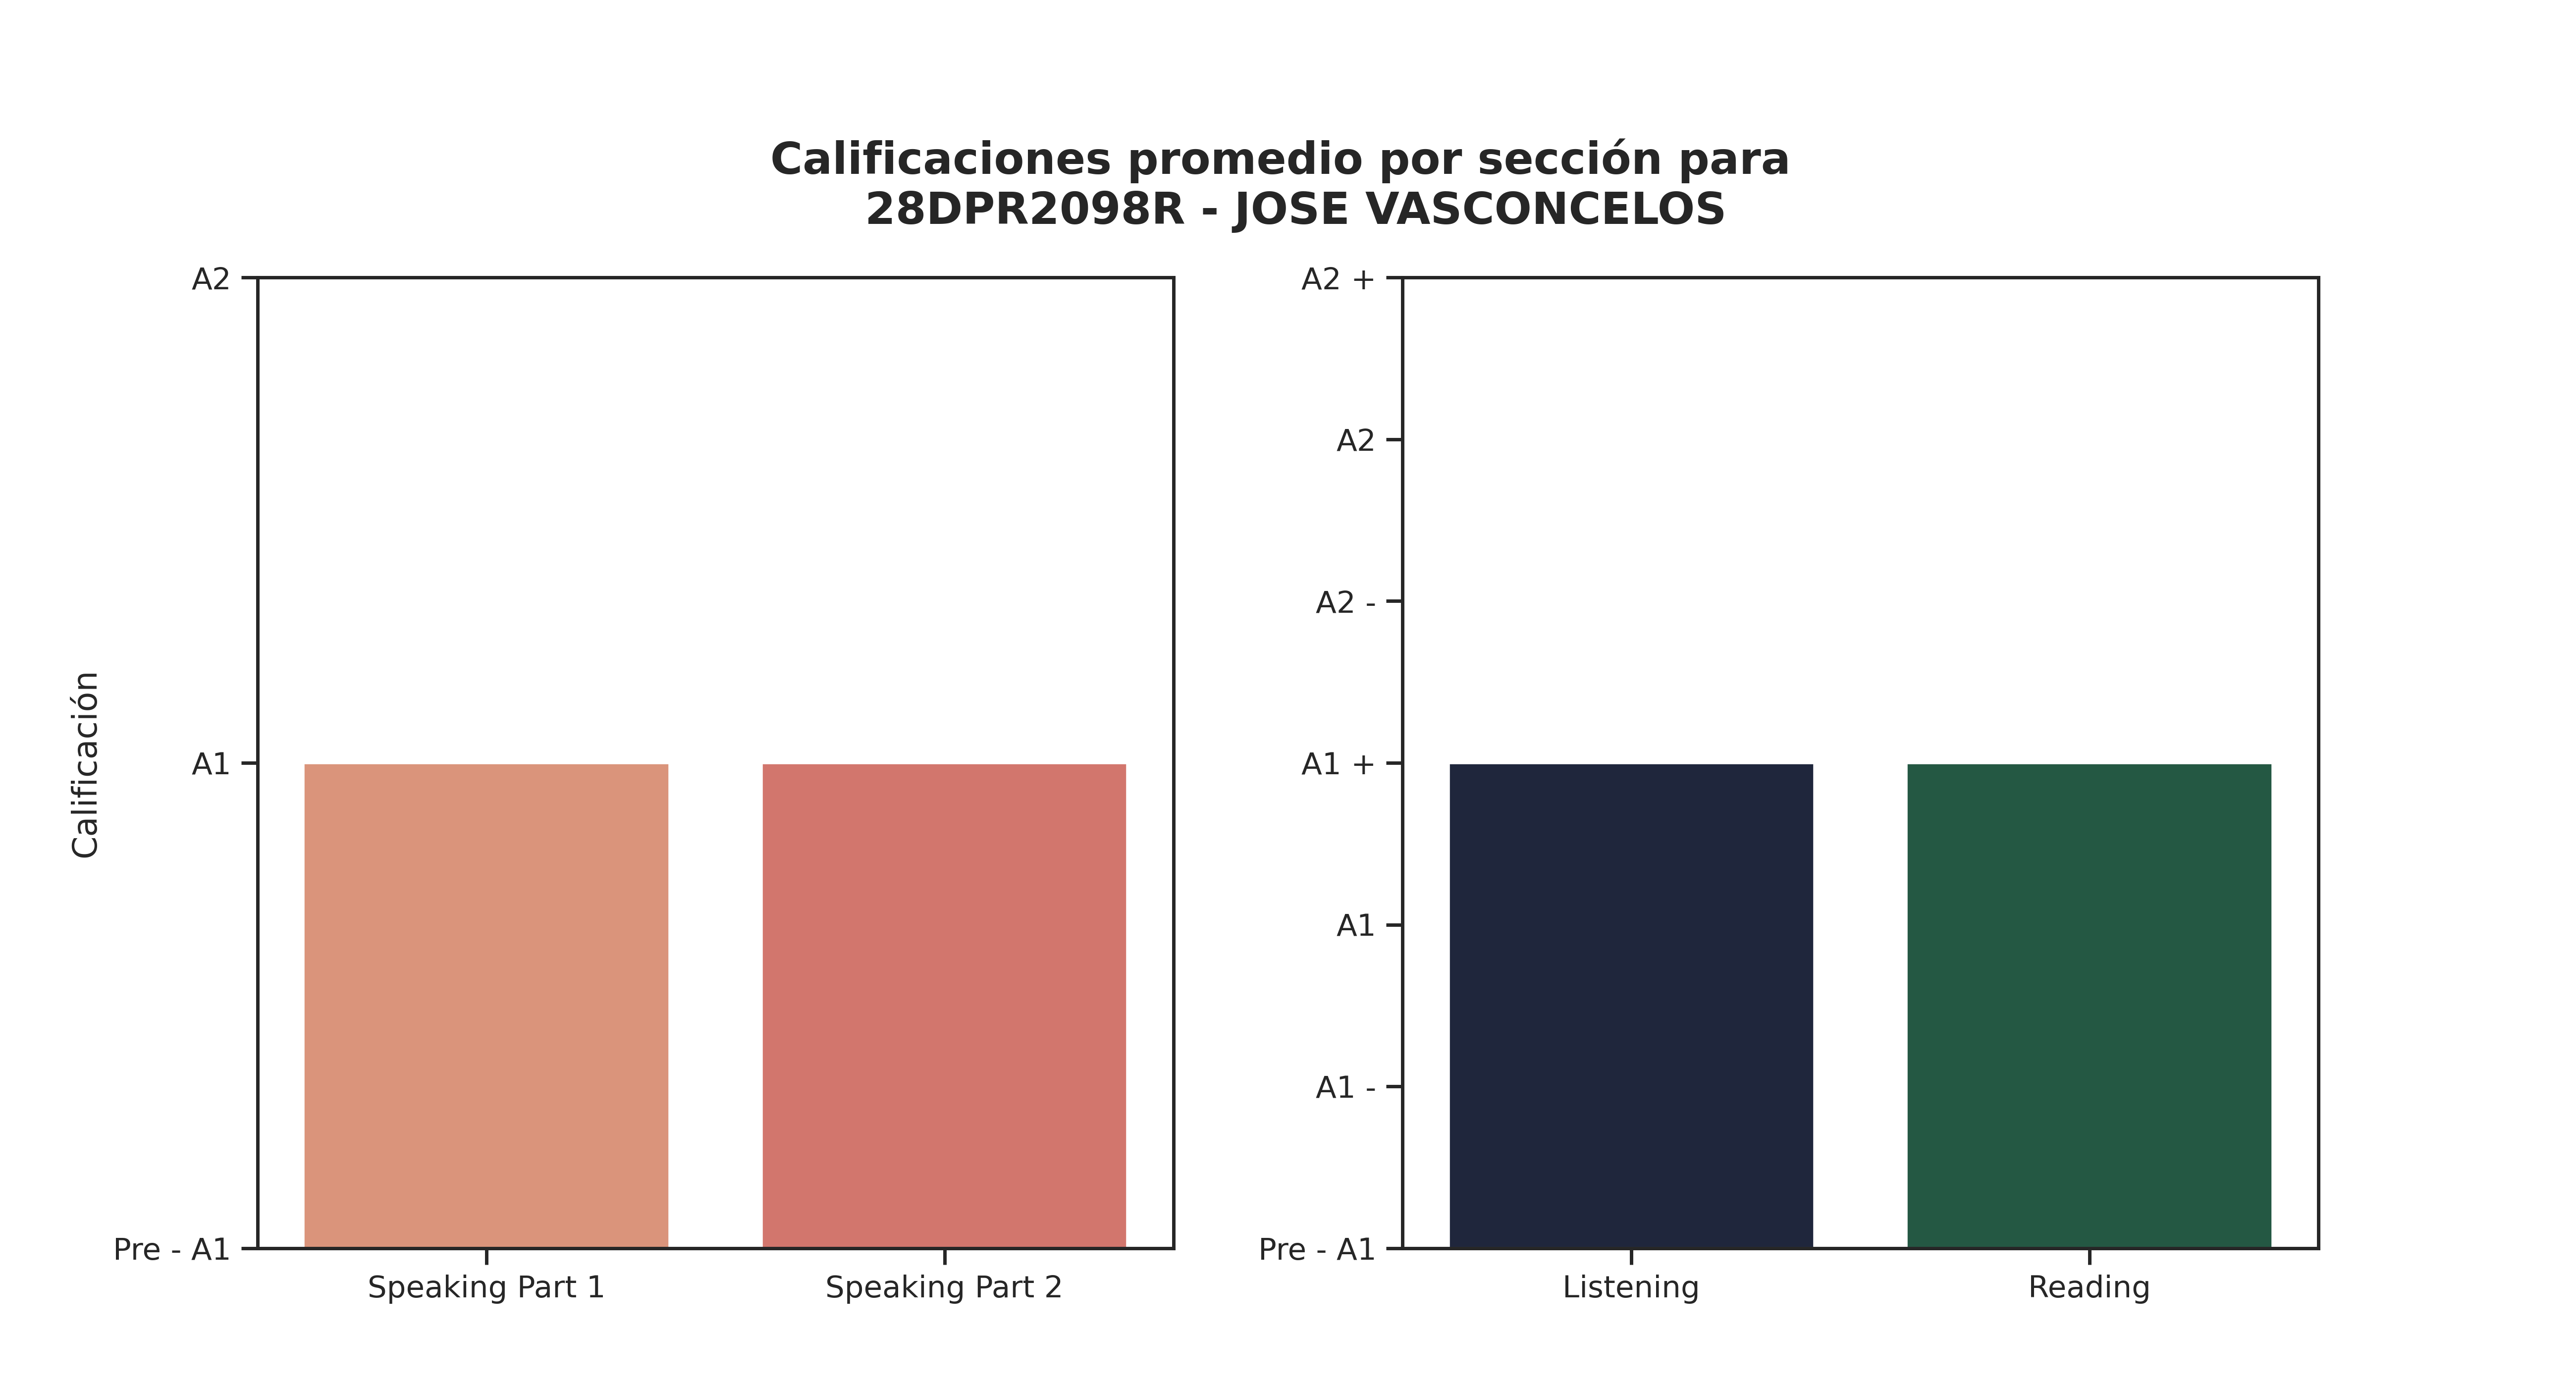 Calificaciones promedio por sección para
28DPR2098R - JOSE VASCONCELOS
Calificación
A2
A1
Pre - A1
Speaking Part 1
Speaking Part 2
A2 +
A2
A2 -
A1 +
A1
A1 -
Pre - A1
Listening
Reading